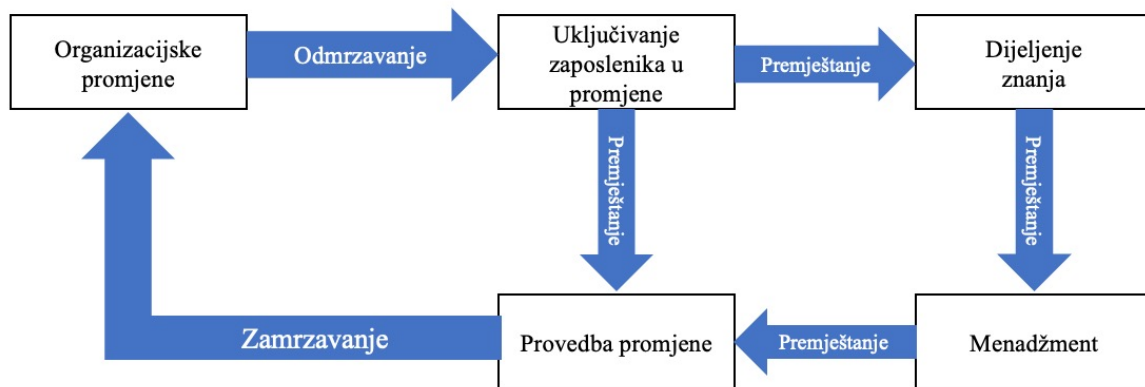 Organizacijske
promjene
Odmrzavanje
Uključivanje
zaposlenika u
promjene
Premještanje
Dijeljenje
znanja
Premještanje
Premještanje
Zamrzavanje
Provedba promjene
Premještanje
Menadžment